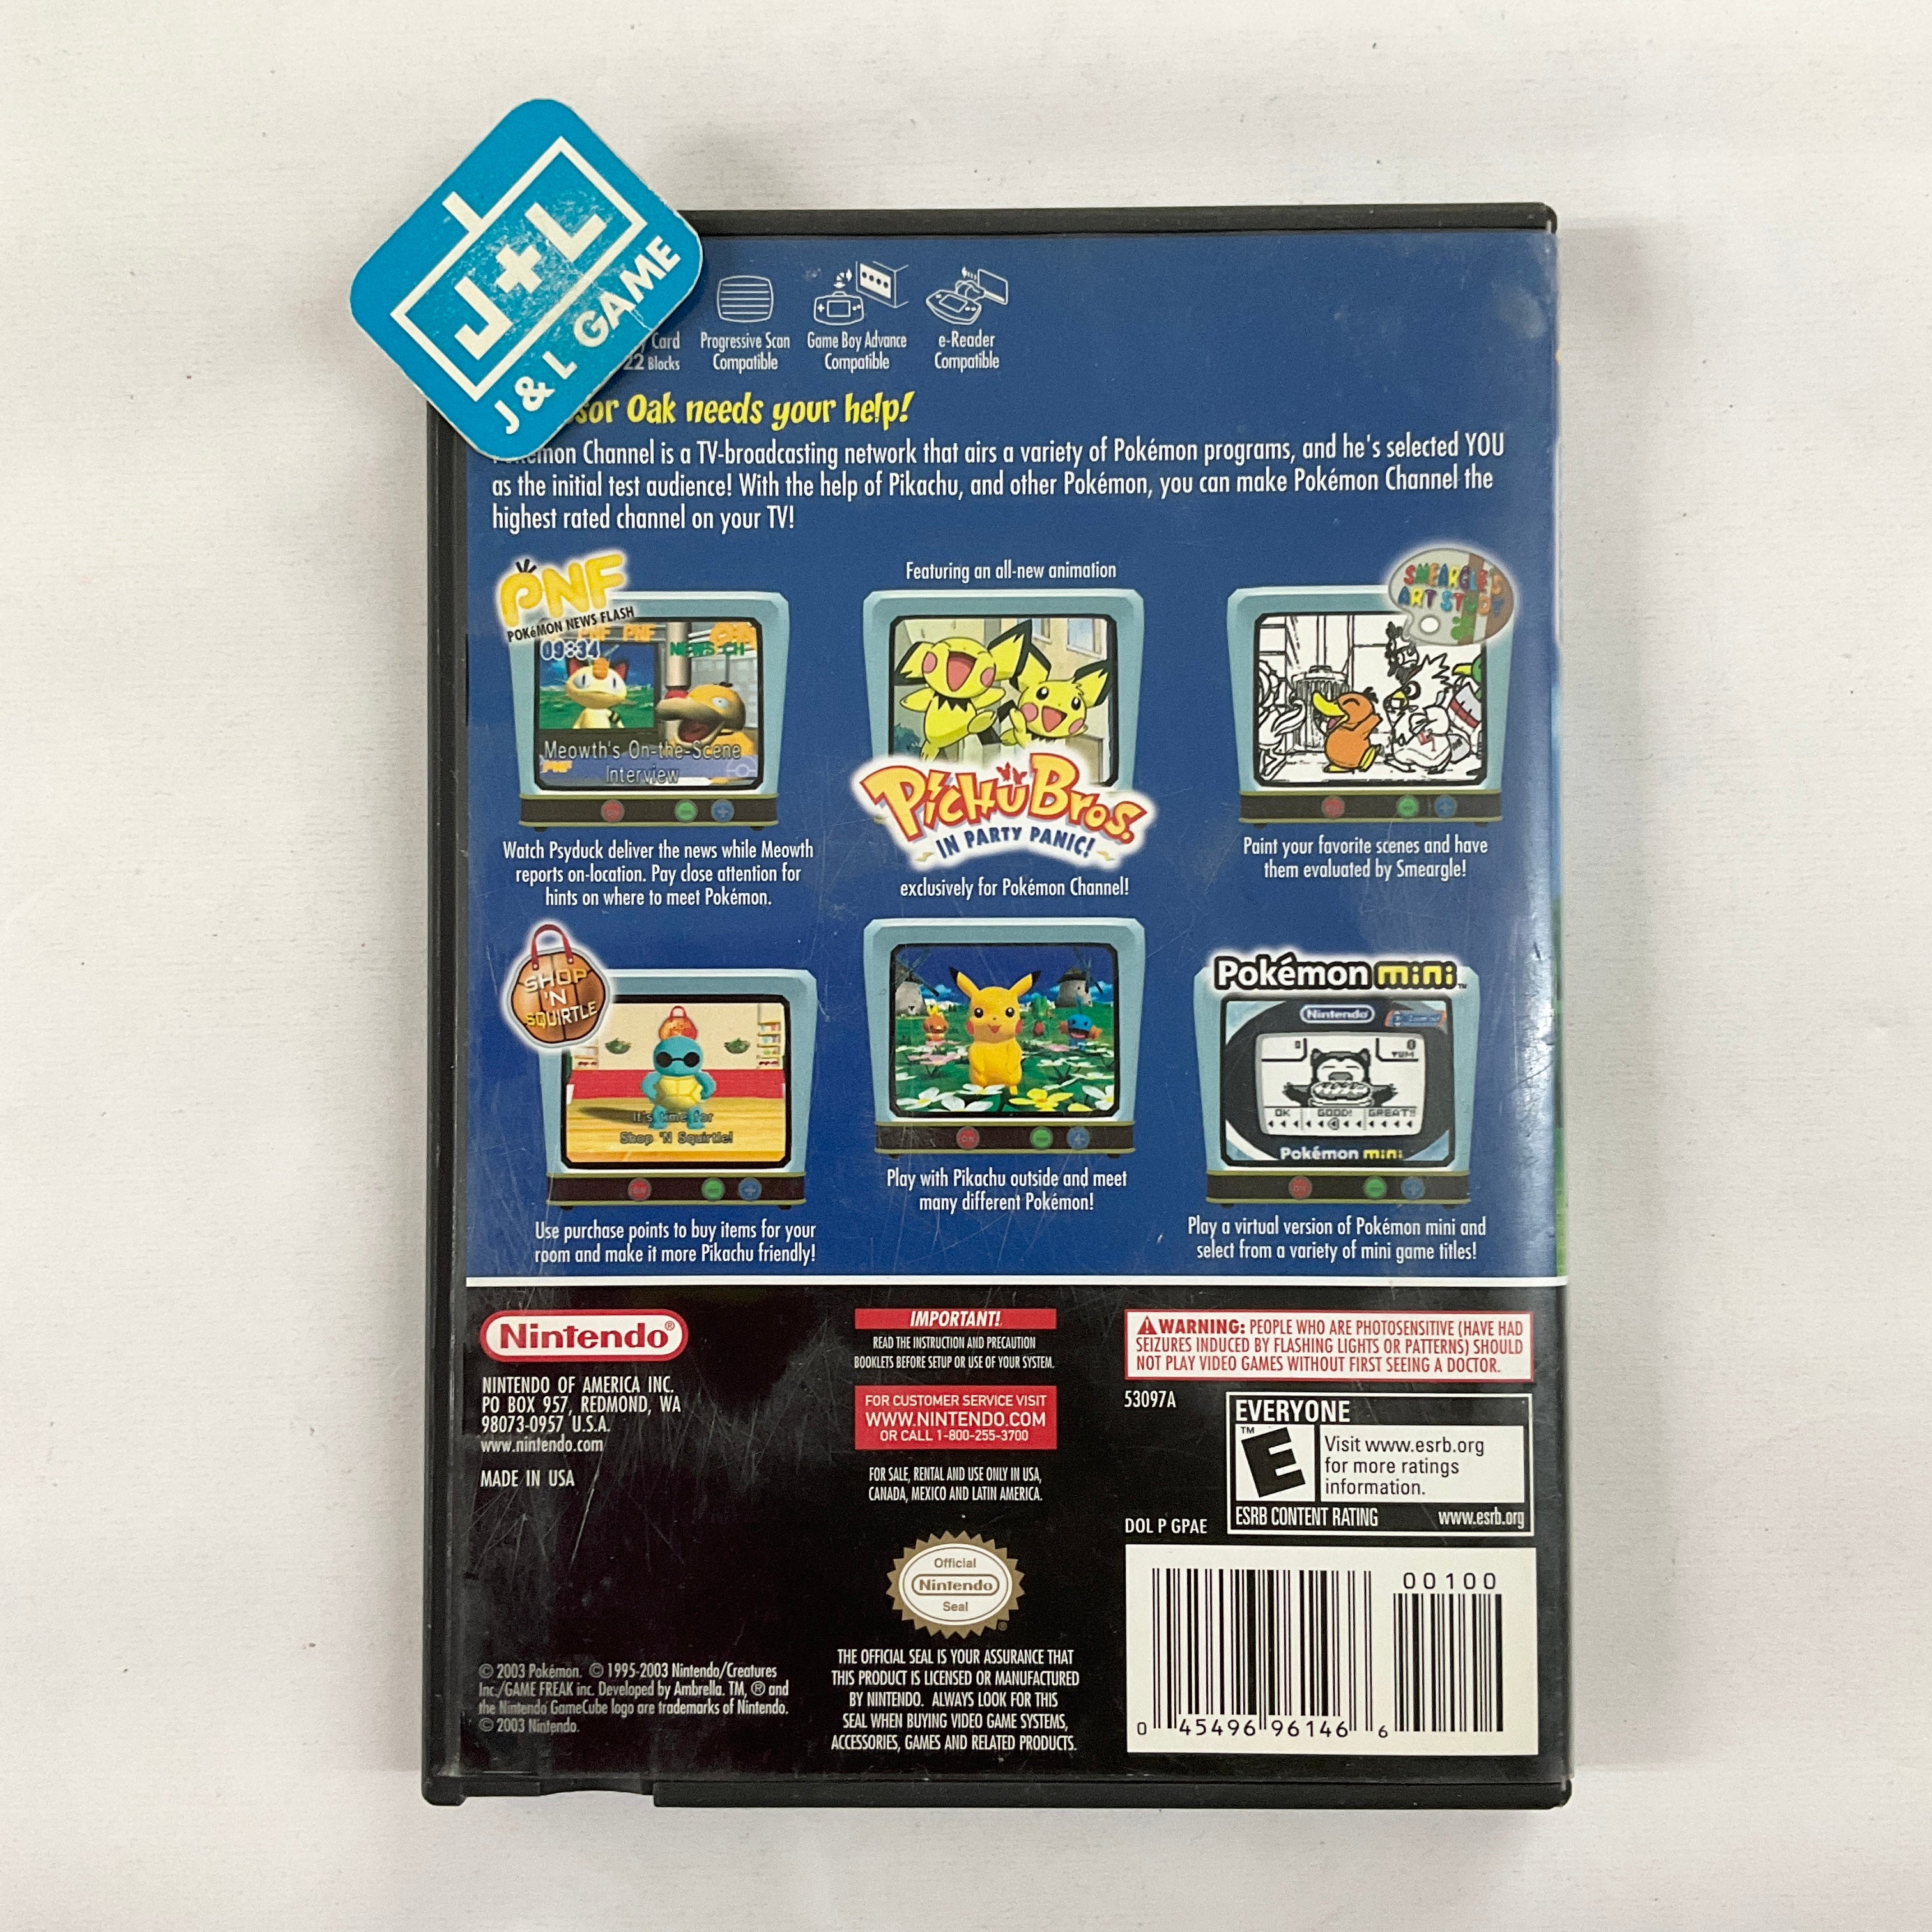 J+L
J & L GAME
Card
22 Blocks
Progressive Scan
Compatible
Game Boy Advance
Compatible
e-Reader
Compatible
Oak needs your help!
Channel is a TV-broadcasting network that airs a variety of Pokémon programs, and he's selected YOU
as the initial test audience! With the help of Pikachu, and other Pokémon, you can make Pokémon Channel the
highest rated channel on your TV!
PNF
POKéMON NEWS FLASH
PNF PNF
09:34
NEWS CH
Meowth's On-the-Scene
Interview
PNF
Watch Psyduck deliver the news while Meowth
reports on-location. Pay close attention for
hints on where to meet Pokémon.
Featuring an all-new animation
PICHU BROS.
IN PARTY PANIC!
exclusively for Pokémon Channel!
SMEARGLE'S
ART STUDY
Paint your favorite scenes and have
them evaluated by Smeargle!
SHOP
'N
SQUIRTLE
It's time for
Shop 'N Squirtle!
ON
Use purchase points to buy items for your
room and make it more Pikachu friendly!
ON
Play with Pikachu outside and meet
many different Pokémon!
Pokémon mini™
Nintendo
0
0
YUM
OK GOOD! GREAT!!
Pokémon mini
ON
Play a virtual version of Pokémon mini and
select from a variety of mini game titles!
Nintendo®
NINTENDO OF AMERICA INC.
PO BOX 957, REDMOND, WA
98073-0957 U.S.A.
www.nintendo.com
MADE IN USA
© 2003 Pokémon. © 1995-2003 Nintendo/Creatures
Inc./GAME FREAK inc. Developed by Ambrella. TM, ® and
the Nintendo GameCube logo are trademarks of Nintendo.
© 2003 Nintendo.
IMPORTANT!
READ THE INSTRUCTION AND PRECAUTION
BOOKLETS BEFORE SETUP OR USE OF YOUR SYSTEM.
FOR CUSTOMER SERVICE VISIT
WWW.NINTENDO.COM
OR CALL 1-800-255-3700
FOR SALE, RENTAL AND USE ONLY IN USA,
CANADA, MEXICO AND LATIN AMERICA.
Official
Nintendo
Seal
®
THE OFFICIAL SEAL IS YOUR ASSURANCE THAT
THIS PRODUCT IS LICENSED OR MANUFACTURED
BY NINTENDO. ALWAYS LOOK FOR THIS
SEAL WHEN BUYING VIDEO GAME SYSTEMS,
ACCESSORIES, GAMES AND RELATED PRODUCTS.
WARNING: PEOPLE WHO ARE PHOTOSENSITIVE (HAVE HAD
SEIZURES INDUCED BY FLASHING LIGHTS OR PATTERNS) SHOULD
NOT PLAY VIDEO GAMES WITHOUT FIRST SEEING A DOCTOR.
53097A
EVERYONE
™
E
Visit www.esrb.org
for more ratings
information.
ESRB CONTENT RATING www.esrb.org
DOL P GPAE
00100
0 45496 96146 6